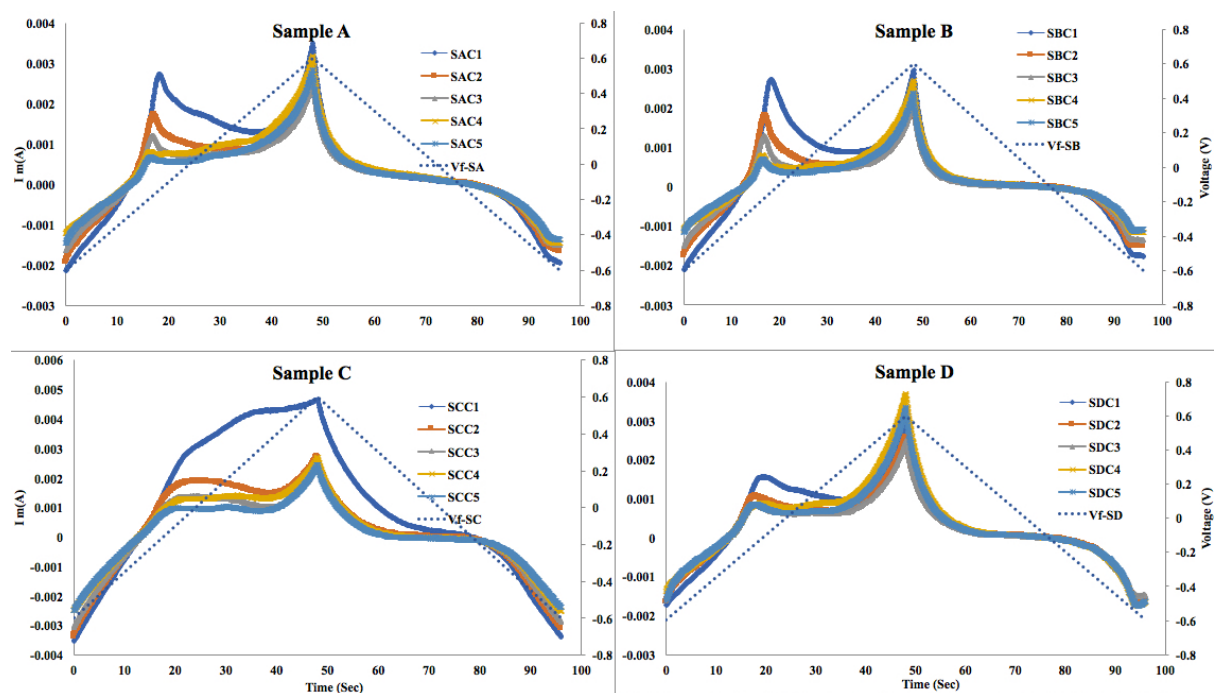 Sample A
SAC1
SAC2
SAC3
SAC4
SAC5
Vf-SA
I m(A)
0.004
0.003
0.002
0.001
0.000
-0.001
-0.002
-0.003
0.8
0.6
0.4
0.2
0
-0.2
-0.4
-0.6
-0.8
0 10 20 30 40 50 60 70 80 90 100
Sample B
SBC1
SBC2
SBC3
SBC4
SBC5
Vf-SB
0.004
0.003
0.002
0.001
0
-0.001
-0.002
-0.003
0.8
0.6
0.4
0.2
0
-0.2
-0.4
-0.6
-0.8
Voltage (V)
0 10 20 30 40 50 60 70 80 90 100
Sample C
SCC1
SCC2
SCC3
SCC4
SCC5
Vf-SC
I m(A)
0.006
0.005
0.004
0.003
0.002
0.001
0
-0.001
-0.002
-0.003
-0.004
0.8
0.6
0.4
0.2
0
-0.2
-0.4
-0.6
-0.8
0 10 20 30 40 50 60 70 80 90 100
Time (Sec)
Sample D
SDC1
SDC2
SDC3
SDC4
SDC5
Vf-SD
0.004
0.003
0.002
0.001
0
-0.001
-0.002
-0.003
0.8
0.6
0.4
0.2
0
-0.2
-0.4
-0.6
-0.8
Voltage (V)
0 10 20 30 40 50 60 70 80 90 100
Time (Sec)